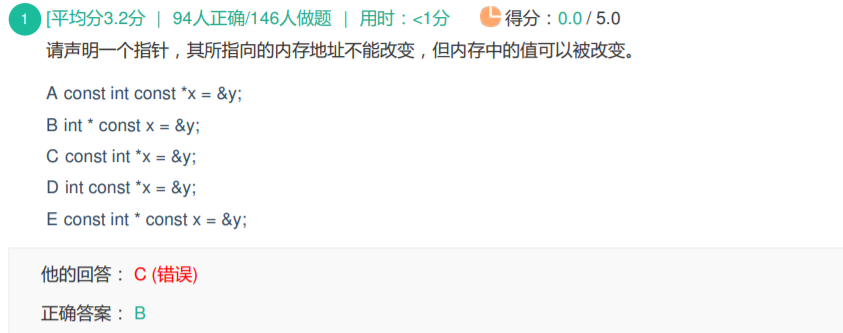 1 [平均分3.2分 | 94人正确/146人做题 | 用时：<1分 得分：0.0 / 5.0
请声明一个指针，其所指向的内存地址不能改变，但内存中的值可以被改变。
A const int const *x = &y;
B int * const x = &y;
C const int *x = &y;
D int const *x = &y;
E const int * const x = &y;
他的回答： C (错误)
正确答案： B